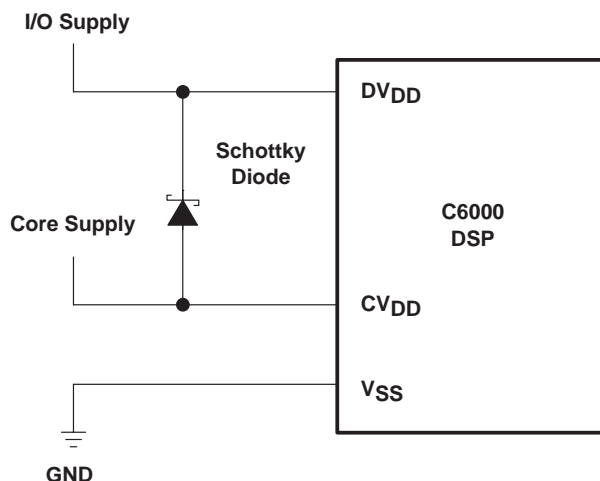 I/O Supply
DVDD
Schottky
Diode
C6000
DSP
Core Supply
CVDD
VSS
GND